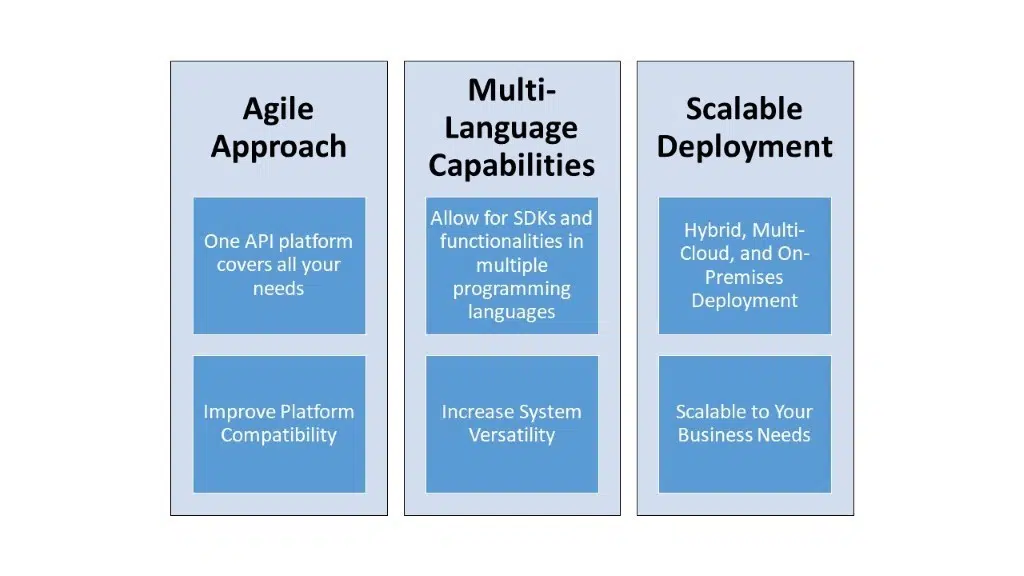 Agile
Approach
One API platform
covers all your
needs
Improve Platform
Compatibility
Multi-
Language
Capabilities
Allow for SDKs and
functionalities in
multiple
programming
languages
Increase System
Versatility
Scalable
Deployment
Hybrid, Multi-
Cloud, and On-
Premises
Deployment
Scalable to Your
Business Needs